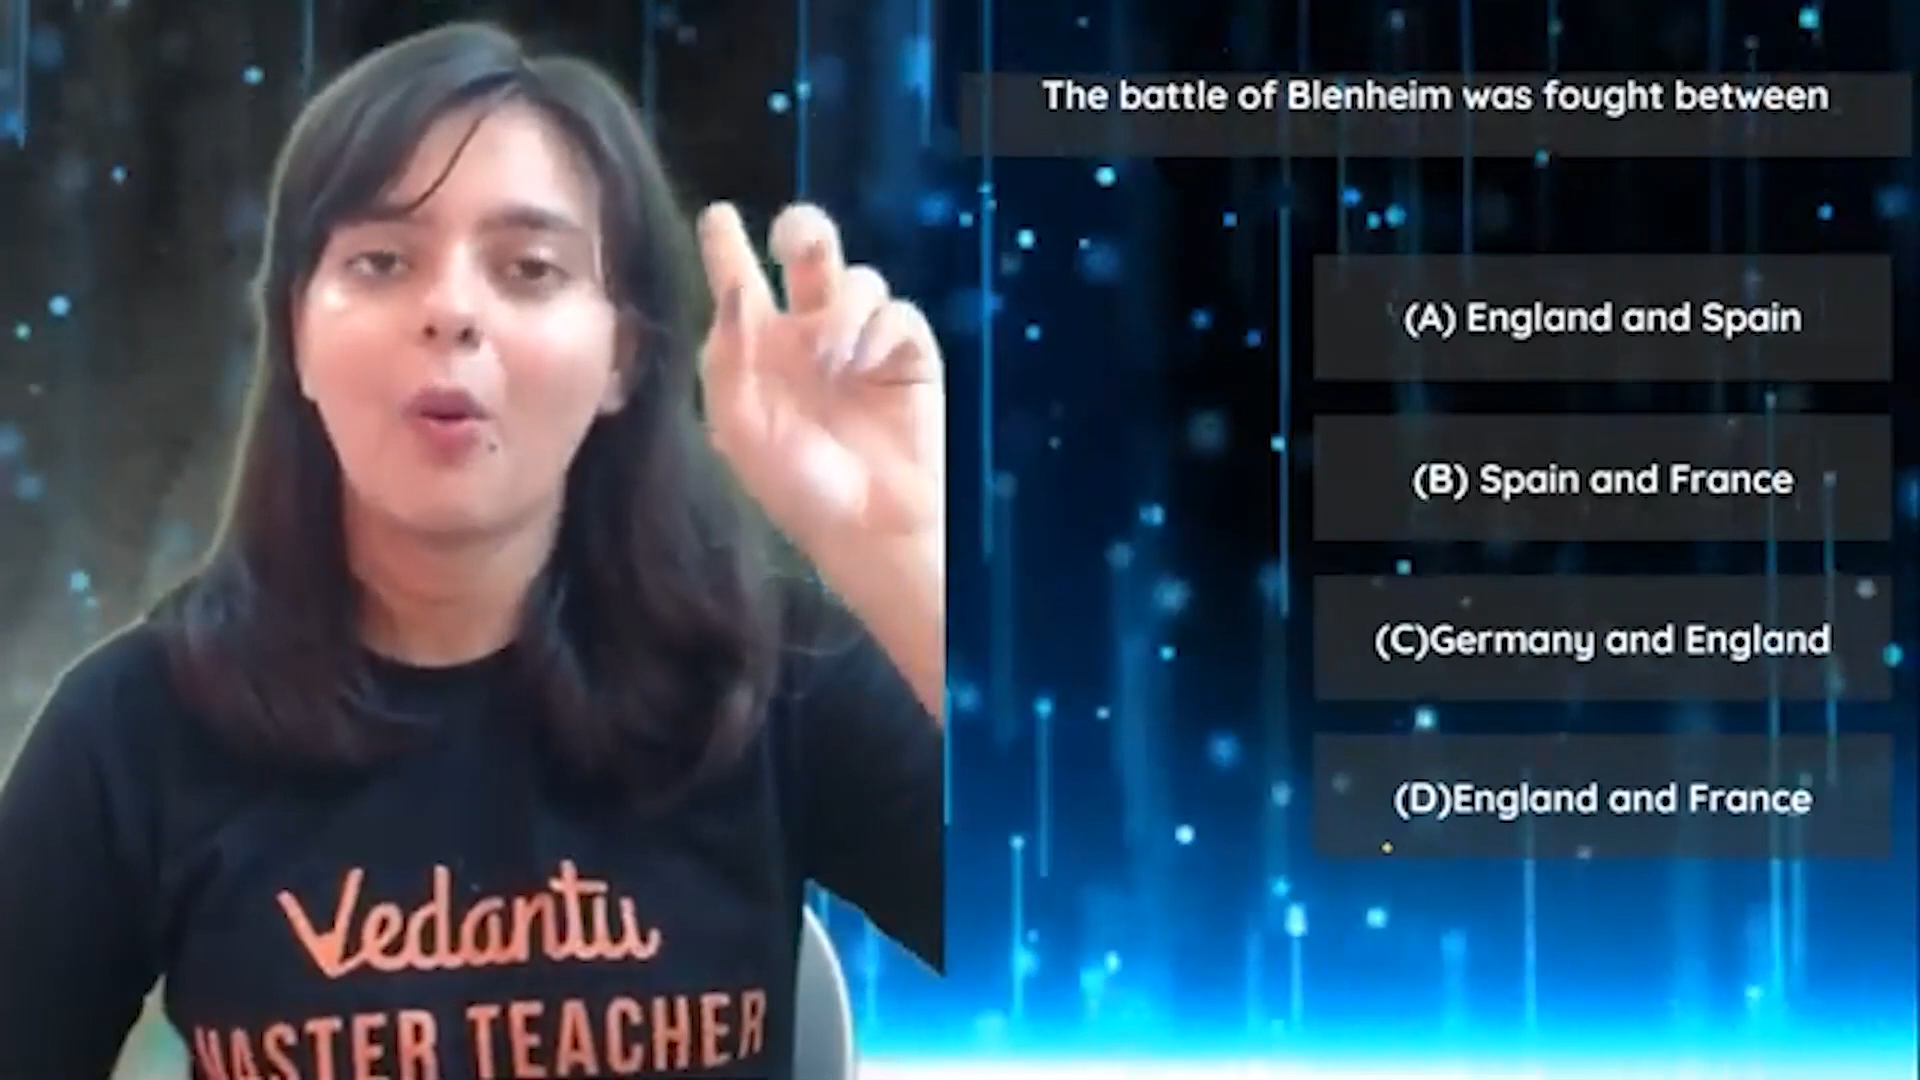 The battle of Blenheim was fought between
(A) England and Spain
(B) Spain and France
(C)Germany and England
(D)England and France
Vedantu
MASTER TEACHER